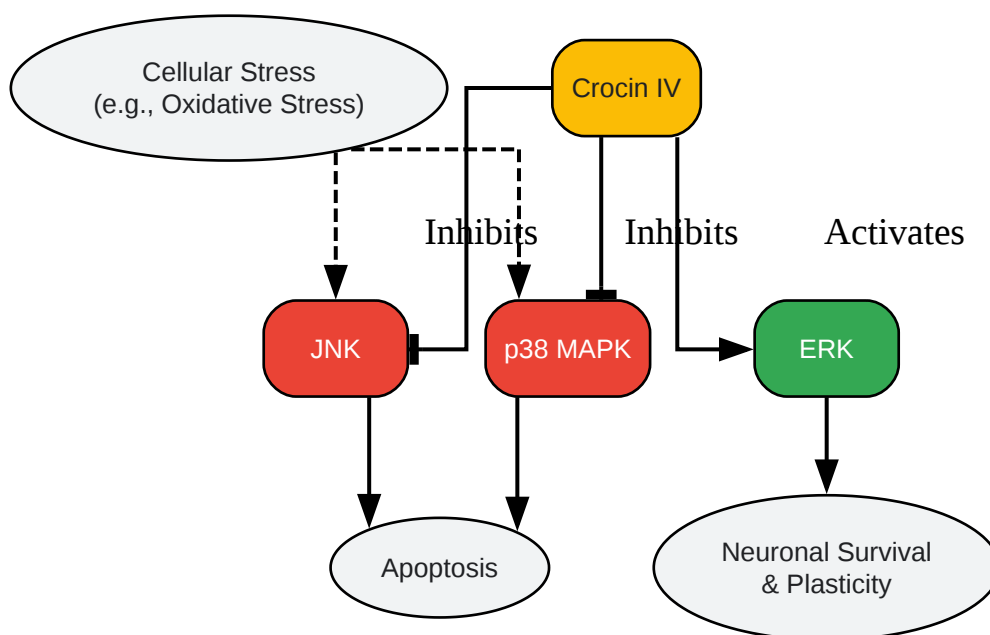 Cellular Stress
(e.g., Oxidative Stress)
Crocin IV
Inhibits
Inhibits
Activates
JNK
p38 MAPK
ERK
Apoptosis
Neuronal Survival
& Plasticity